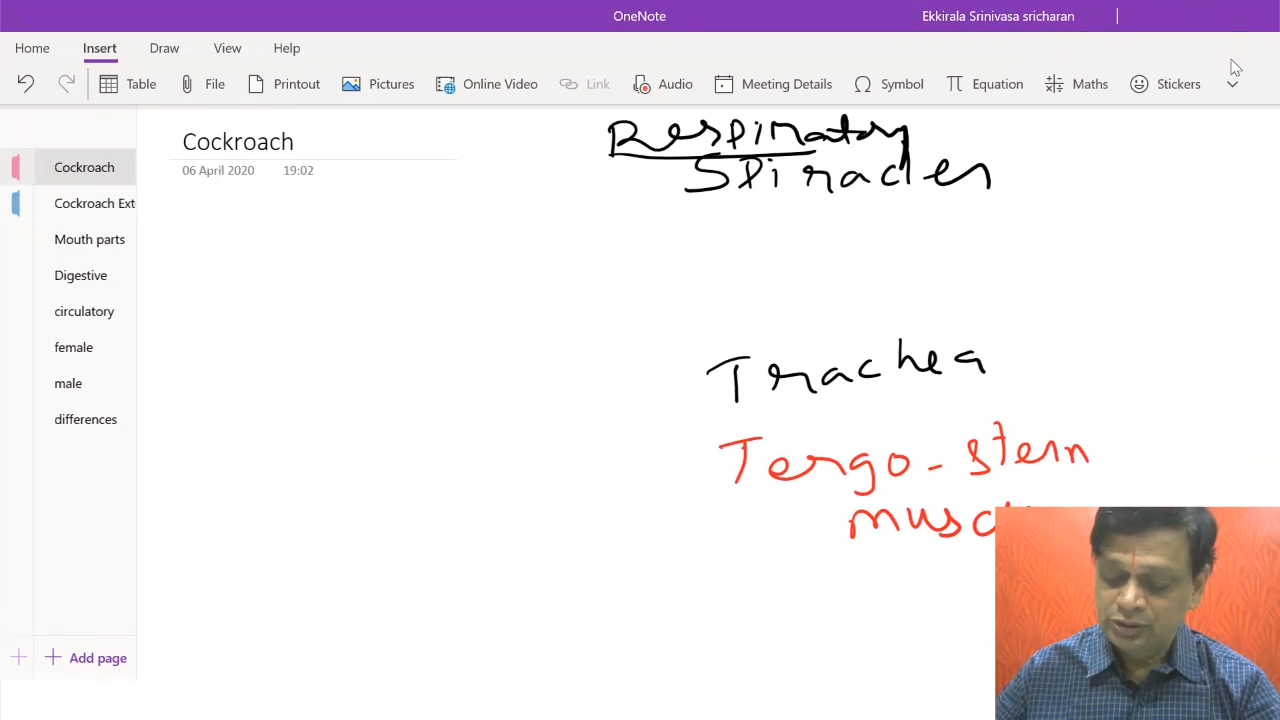 OneNote
Ekkirala Srinivasa sricharan
Home Insert Draw View Help
Table File Printout Pictures Online Video Link Audio Meeting Details Symbol Equation Maths Stickers
Cockroach
06 April 2020 19:02
Cockroach
Cockroach Ext
Mouth parts
Digestive
circulatory
female
male
differences
Add page
Respiratory
Spiracles
Trachea
Tergo-stern
musc